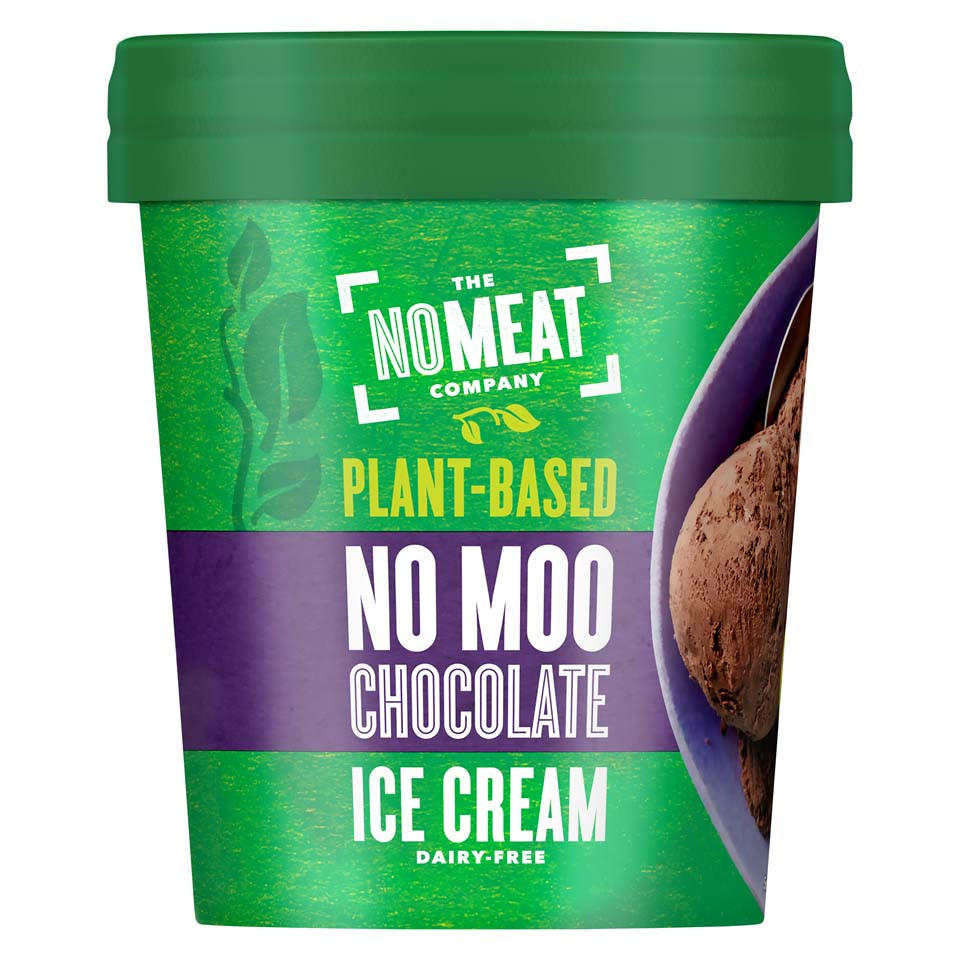 THE
NO MEAT
COMPANY
PLANT-BASED
NO MOO
CHOCOLATE
ICE CREAM
DAIRY-FREE